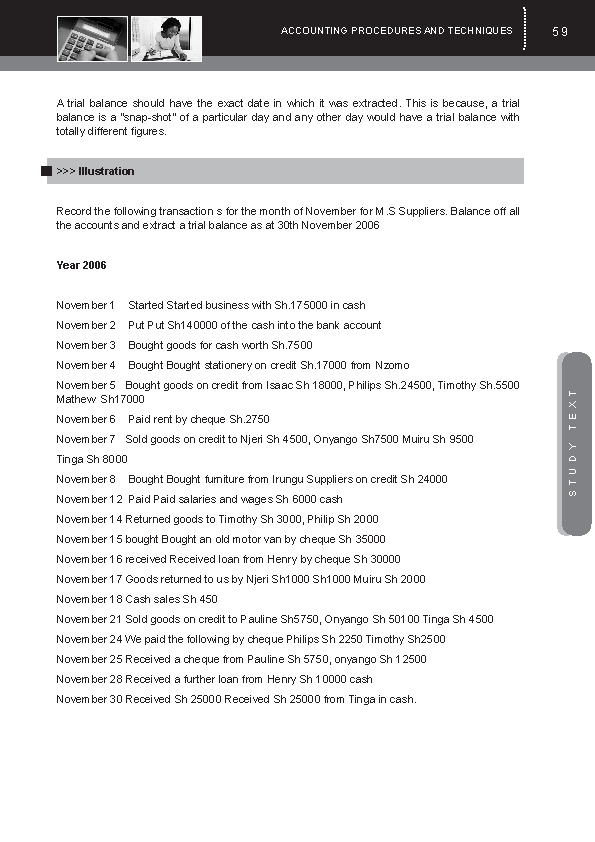 ACCOUNTING PROCEDURES AND TECHNIQUES 59
A trial balance should have the exact date in which it was extracted. This is because, a trial
balance is a "snap-shot" of a particular day and any other day would have a trial balance with
totally different figures.
>>> Illustration
Record the following transaction s for the month of November for M.S Suppliers. Balance off all
the accounts and extract a trial balance as at 30th November 2006
Year 2006
November 1 Started Started business with Sh.175000 in cash
November 2 Put Put Sh140000 of the cash into the bank account
November 3 Bought goods for cash worth Sh.7500
November 4 Bought Bought stationery on credit Sh.17000 from Nzomo
November 5 Bought goods on credit from Isaac Sh 18000, Philips Sh.24500, Timothy Sh.5500
Mathew Sh17000
November 6 Paid rent by cheque Sh.2750
November 7 Sold goods on credit to Njeri Sh 4500, Onyango Sh7500 Muiru Sh 9500
Tinga Sh 8000
November 8 Bought Bought furniture from Irungu Suppliers on credit Sh 24000
November 12 Paid Paid salaries and wages Sh 6000 cash
November 14 Returned goods to Timothy Sh 3000, Philip Sh 2000
November 15 bought Bought an old motor van by cheque Sh 35000
November 16 received Received loan from Henry by cheque Sh 30000
November 17 Goods returned to us by Njeri Sh1000 Sh1000 Muiru Sh 2000
November 18 Cash sales Sh 450
November 21 Sold goods on credit to Pauline Sh5750, Onyango Sh 50100 Tinga Sh 4500
November 24 We paid the following by cheque Philips Sh 2250 Timothy Sh2500
November 25 Received a cheque from Pauline Sh 5750, onyango Sh 12500
November 28 Received a further loan from Henry Sh 10000 cash
November 30 Received Sh 25000 Received Sh 25000 from Tinga in cash.
STUDY TEXT